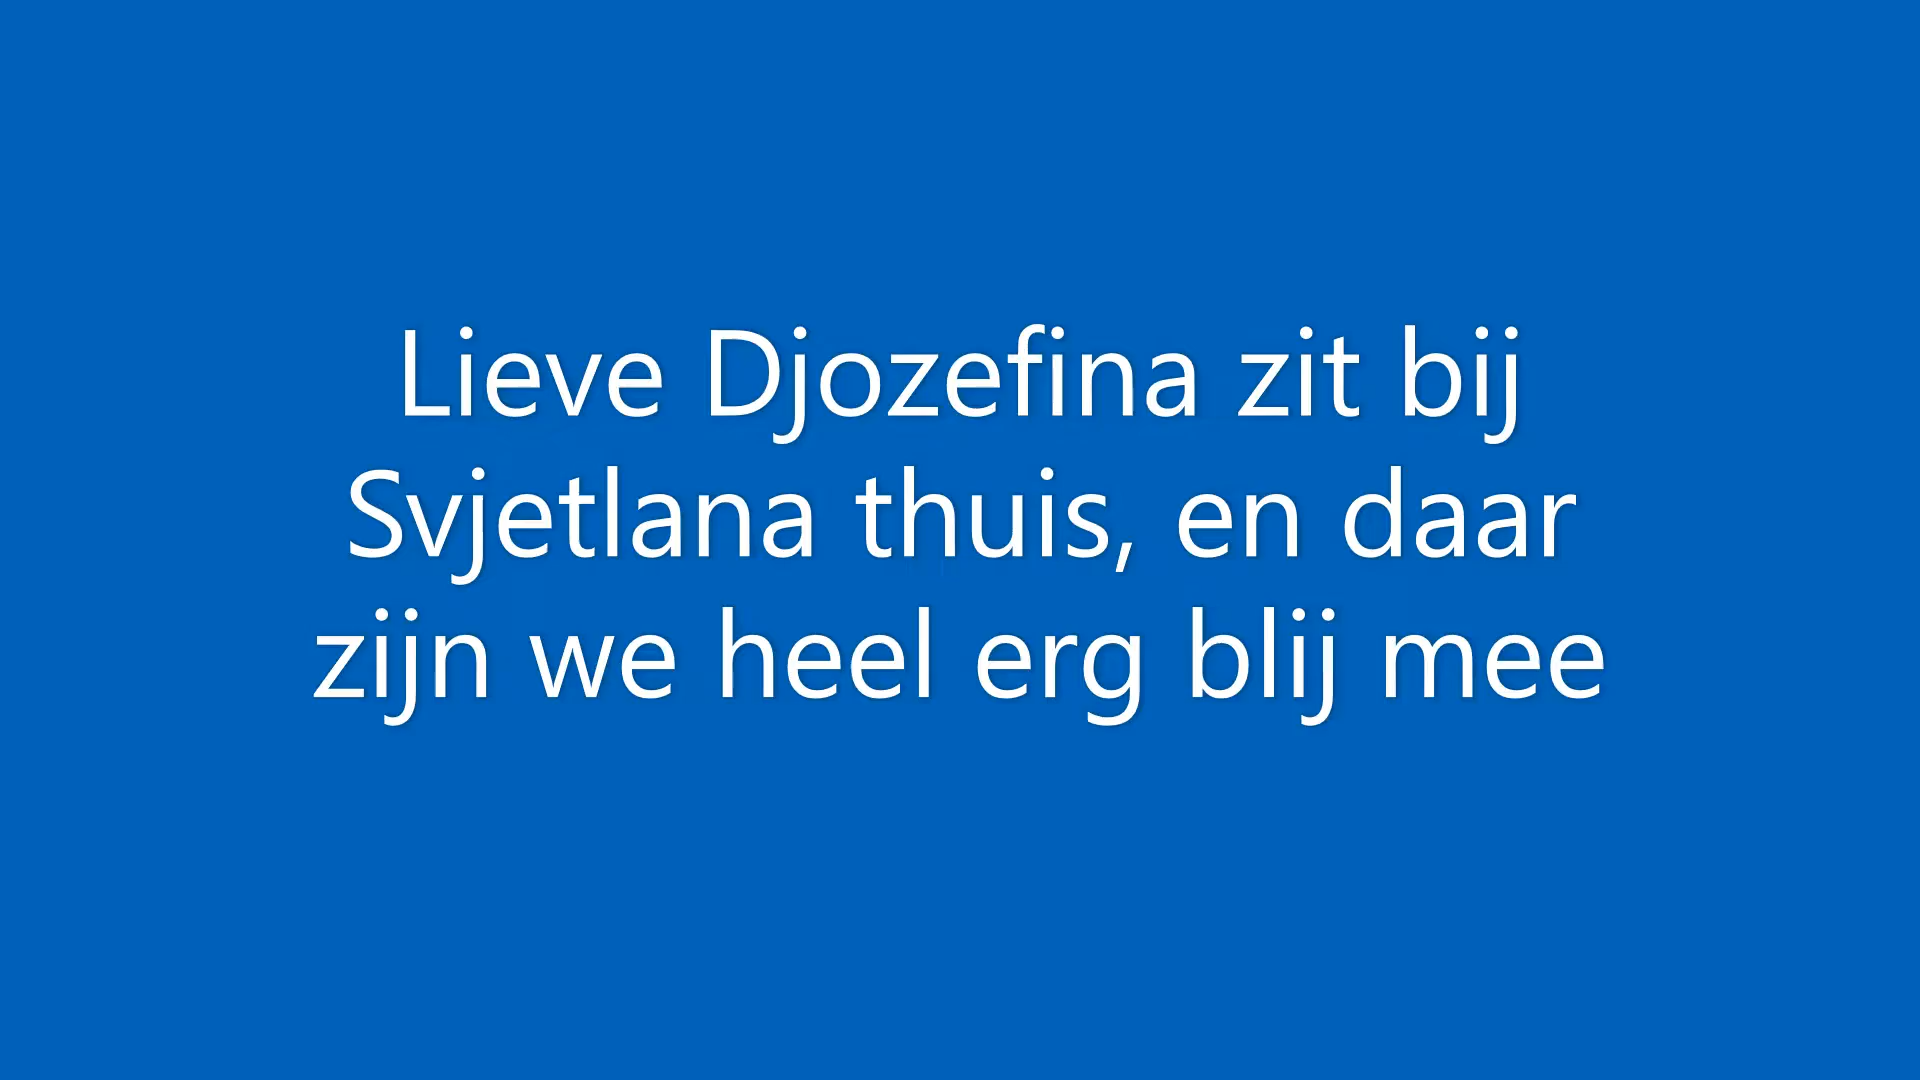 Lieve Djozefina zit bij
Svjetlana thuis, en daar
zijn we heel erg blij mee